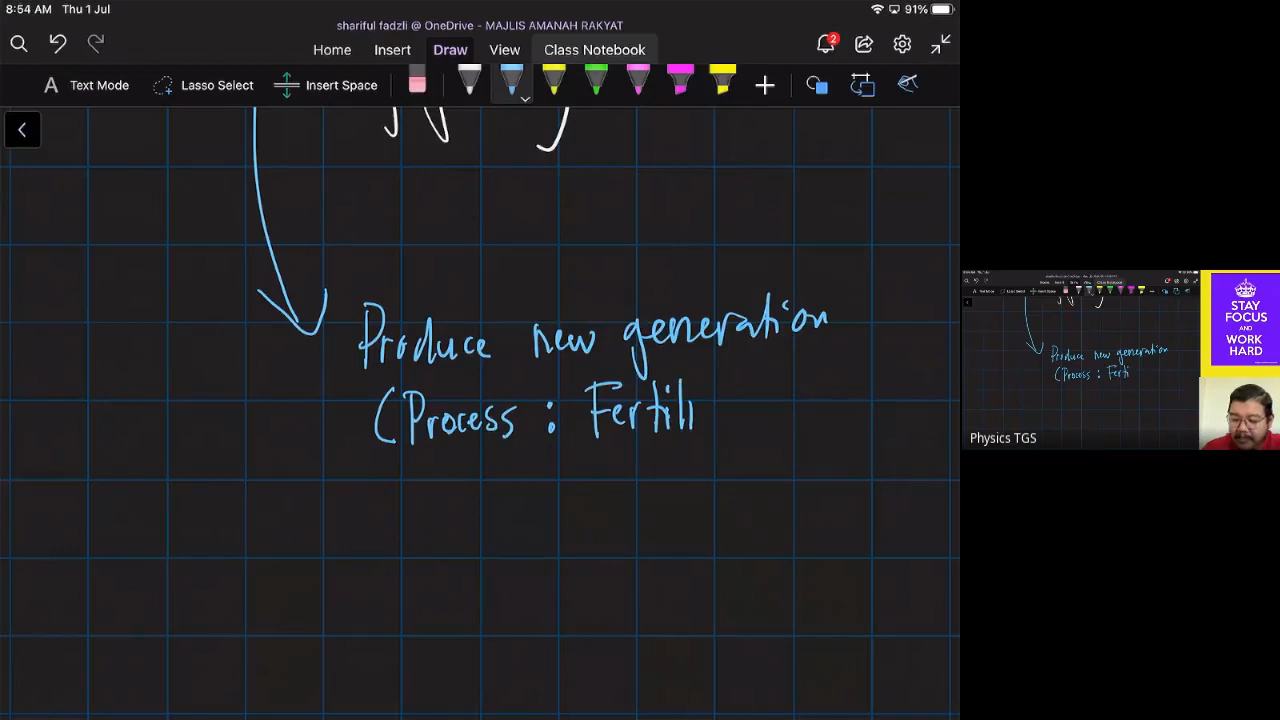 8:54 AM Thu 1 Jul
91%
shariful fadzli @ OneDrive - MAJLIS AMANAH RAKYAT
Home Insert Draw View Class Notebook
2
Text Mode Lasso Select Insert Space
Produce new generation
(Process : Fertili
STAY
FOCUS
AND
WORK
HARD
Produce new generation
(Process : Ferti
Physics TGS